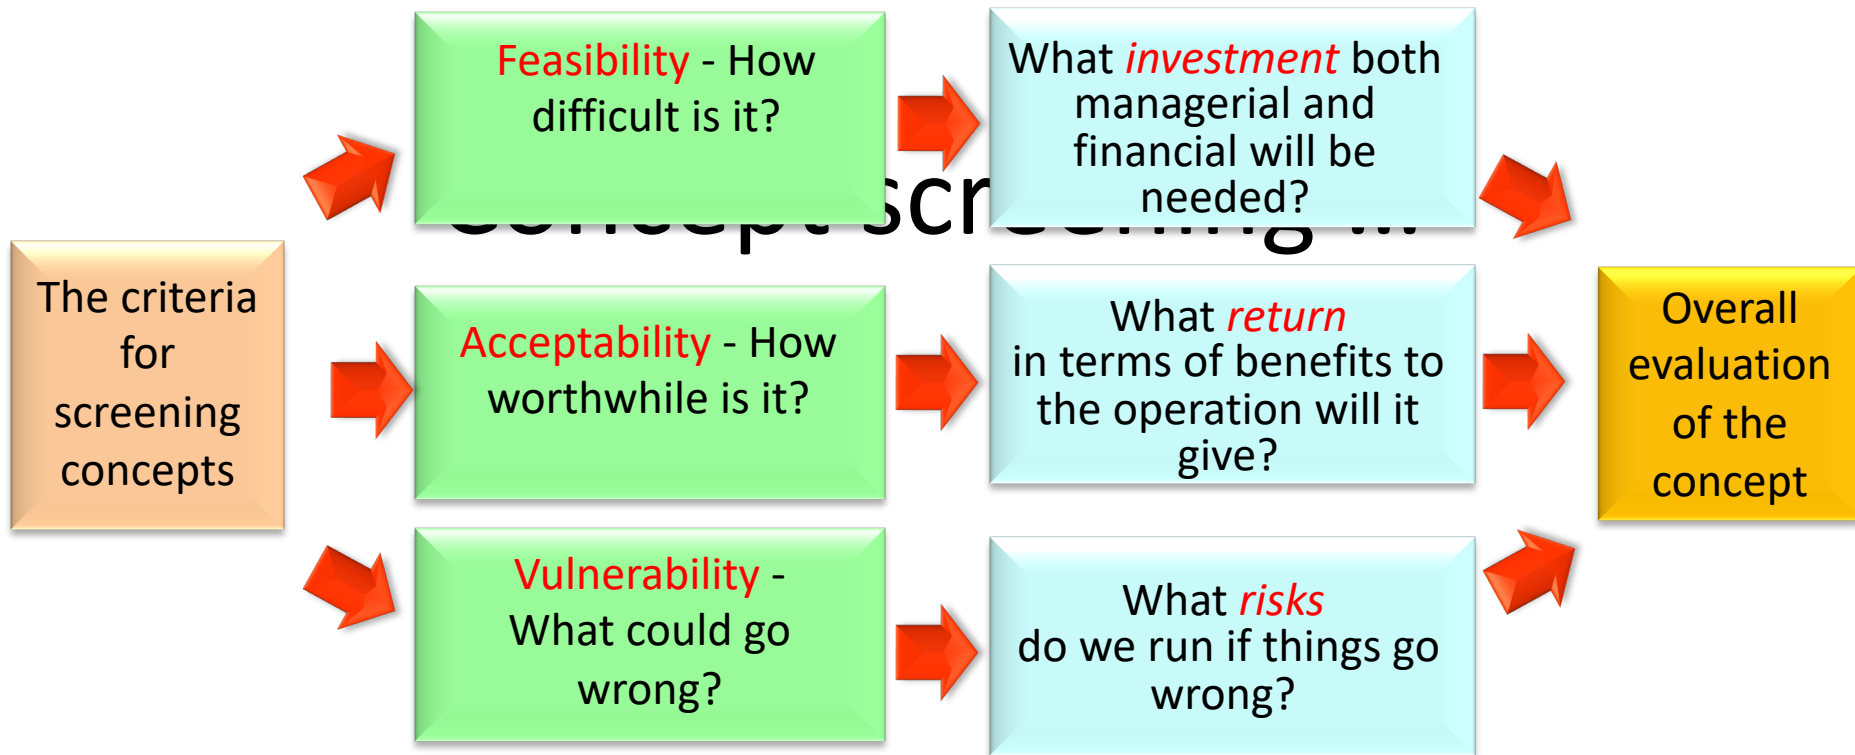 Feasibility - How
difficult is it?
What investment both
managerial and
financial will be
needed?
Concept screening ...
The criteria
for
screening
concepts
Acceptability - How
worthwhile is it?
What return
in terms of benefits to
the operation will it
give?
Overall
evaluation
of the
concept
Vulnerability -
What could go
wrong?
What risks
do we run if things go
wrong?